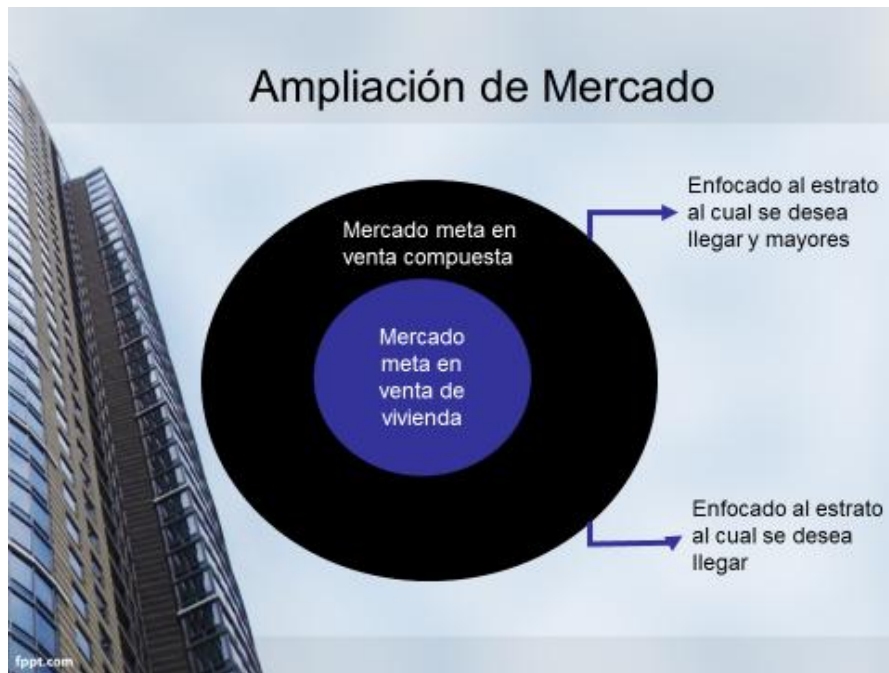 Ampliación de Mercado
Mercado meta en
venta compuesta
Mercado
meta en
venta de
vivienda
Enfocado al estrato
al cual se desea
llegar y mayores
Enfocado al estrato
al cual se desea
llegar
fppt.com